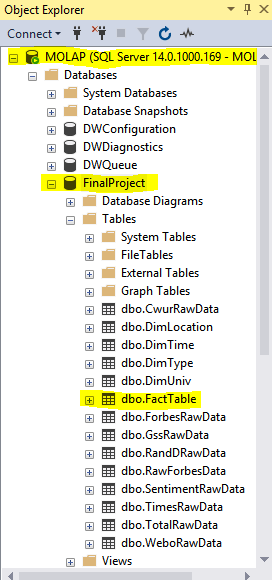 Object Explorer
Connect
MOLAP (SQL Server 14.0.1000.169 - MOL
Databases
System Databases
Database Snapshots
DWConfiguration
DWDiagnostics
DWQueue
FinalProject
Database Diagrams
Tables
System Tables
FileTables
External Tables
Graph Tables
dbo.CwurRawData
dbo.DimLocation
dbo.DimTime
dbo.DimType
dbo.DimUniv
dbo.FactTable
dbo.ForbesRawData
dbo.GssRawData
dbo.RandDRawData
dbo.RawForbesData
dbo.SentimentRawData
dbo.TimesRawData
dbo.TotalRawData
dbo.WeboRawData
Views